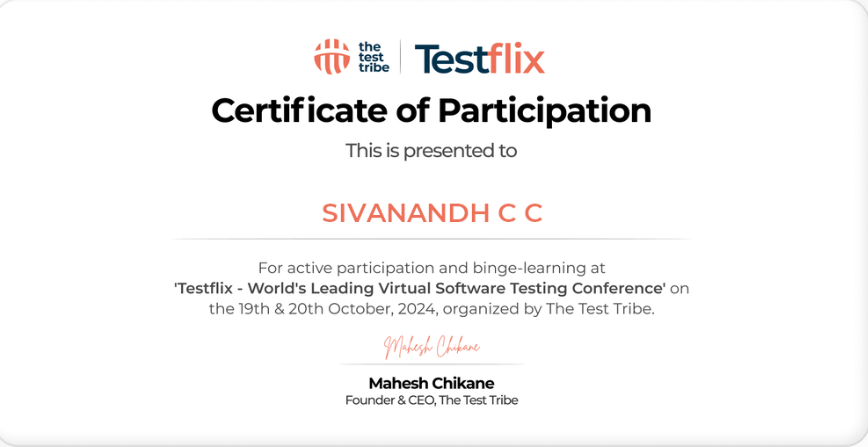 the
test
tribe
Testflix
Certificate of Participation
This is presented to
SIVANANDH C C
For active participation and binge-learning at
'Testflix - World's Leading Virtual Software Testing Conference' on
the 19th & 20th October, 2024, organized by The Test Tribe.
Mahesh Chikane
Mahesh Chikane
Founder & CEO, The Test Tribe